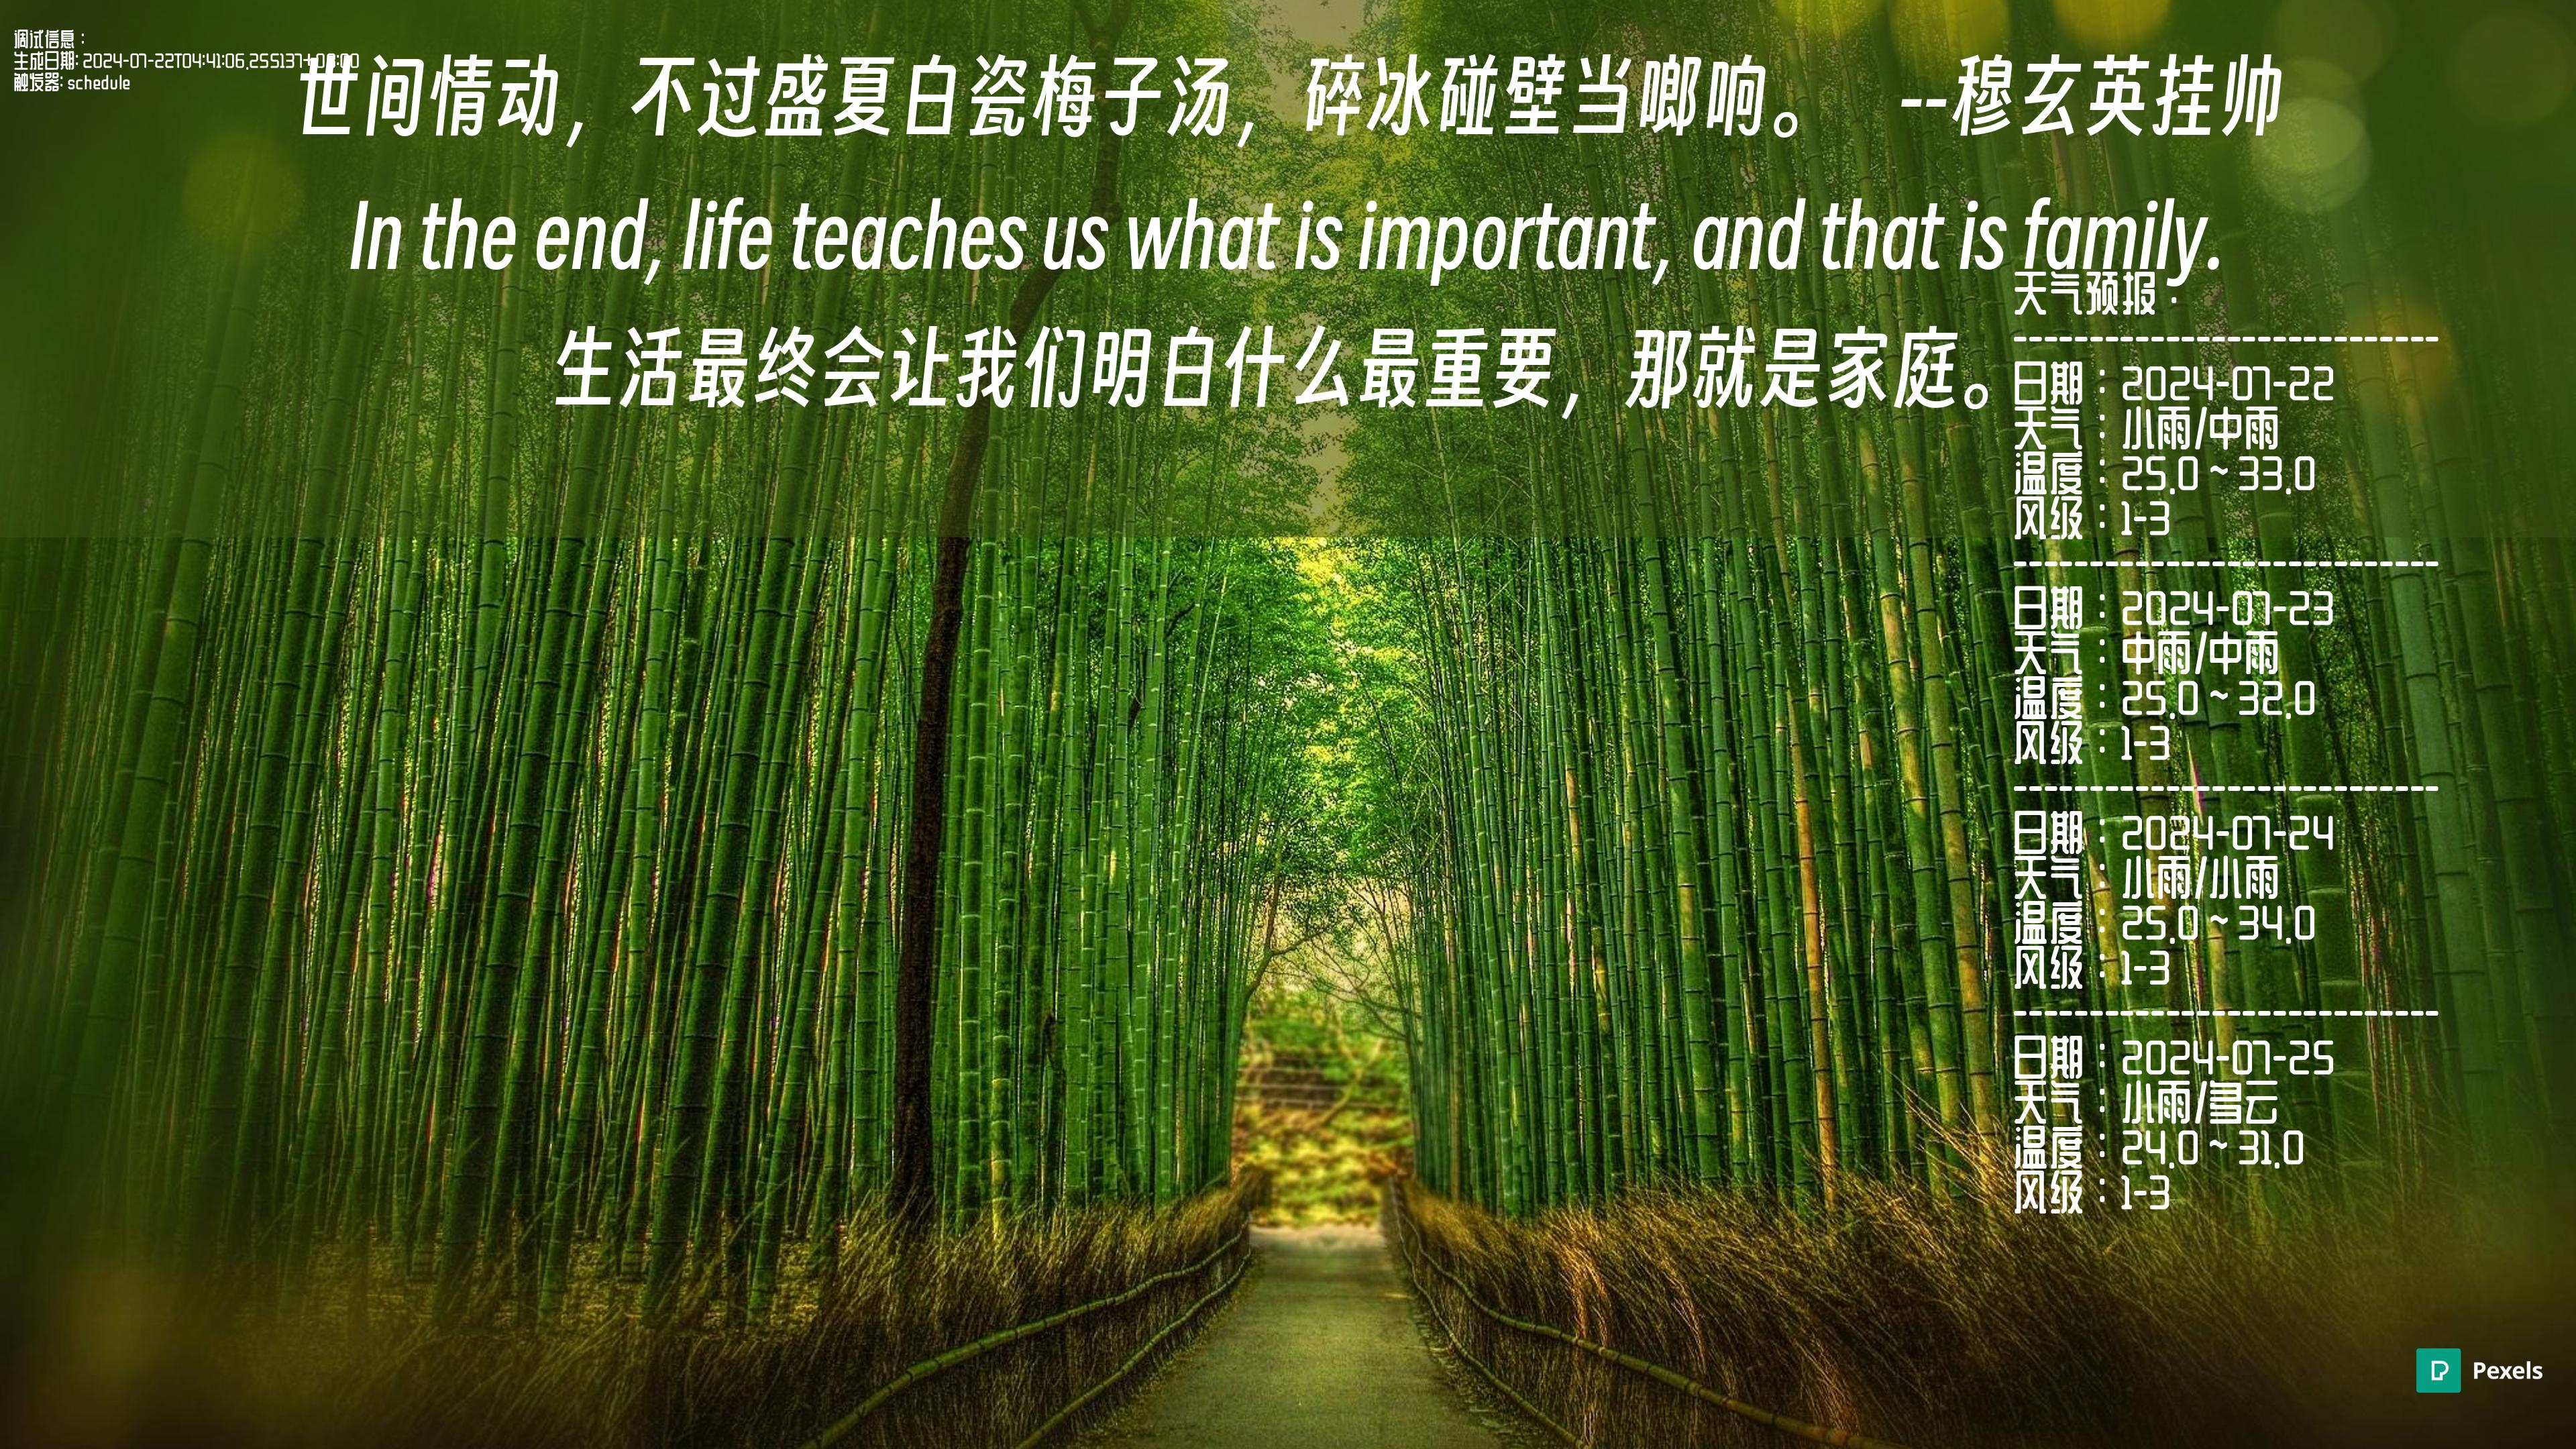 调试信息：
生成日期: 2024-07-22T04:41:06.255137+08:00
触发器: schedule
世间情动，不过盛夏白瓷梅子汤，碎冰碰壁当啷响。 --穆玄英挂帅
In the end, life teaches us what is important, and that is family.
生活最终会让我们明白什么最重要，那就是家庭。
天气预报：
----------------------------
日期：2024-07-22
天气：小雨/中雨
温度：25.0 ~ 33.0
风级：1-3
----------------------------
日期：2024-07-23
天气：中雨/中雨
温度：25.0 ~ 32.0
风级：1-3
----------------------------
日期：2024-07-24
天气：小雨/小雨
温度：25.0 ~ 34.0
风级：1-3
----------------------------
日期：2024-07-25
天气：小雨/多云
温度：24.0 ~ 31.0
风级：1-3
Pexels